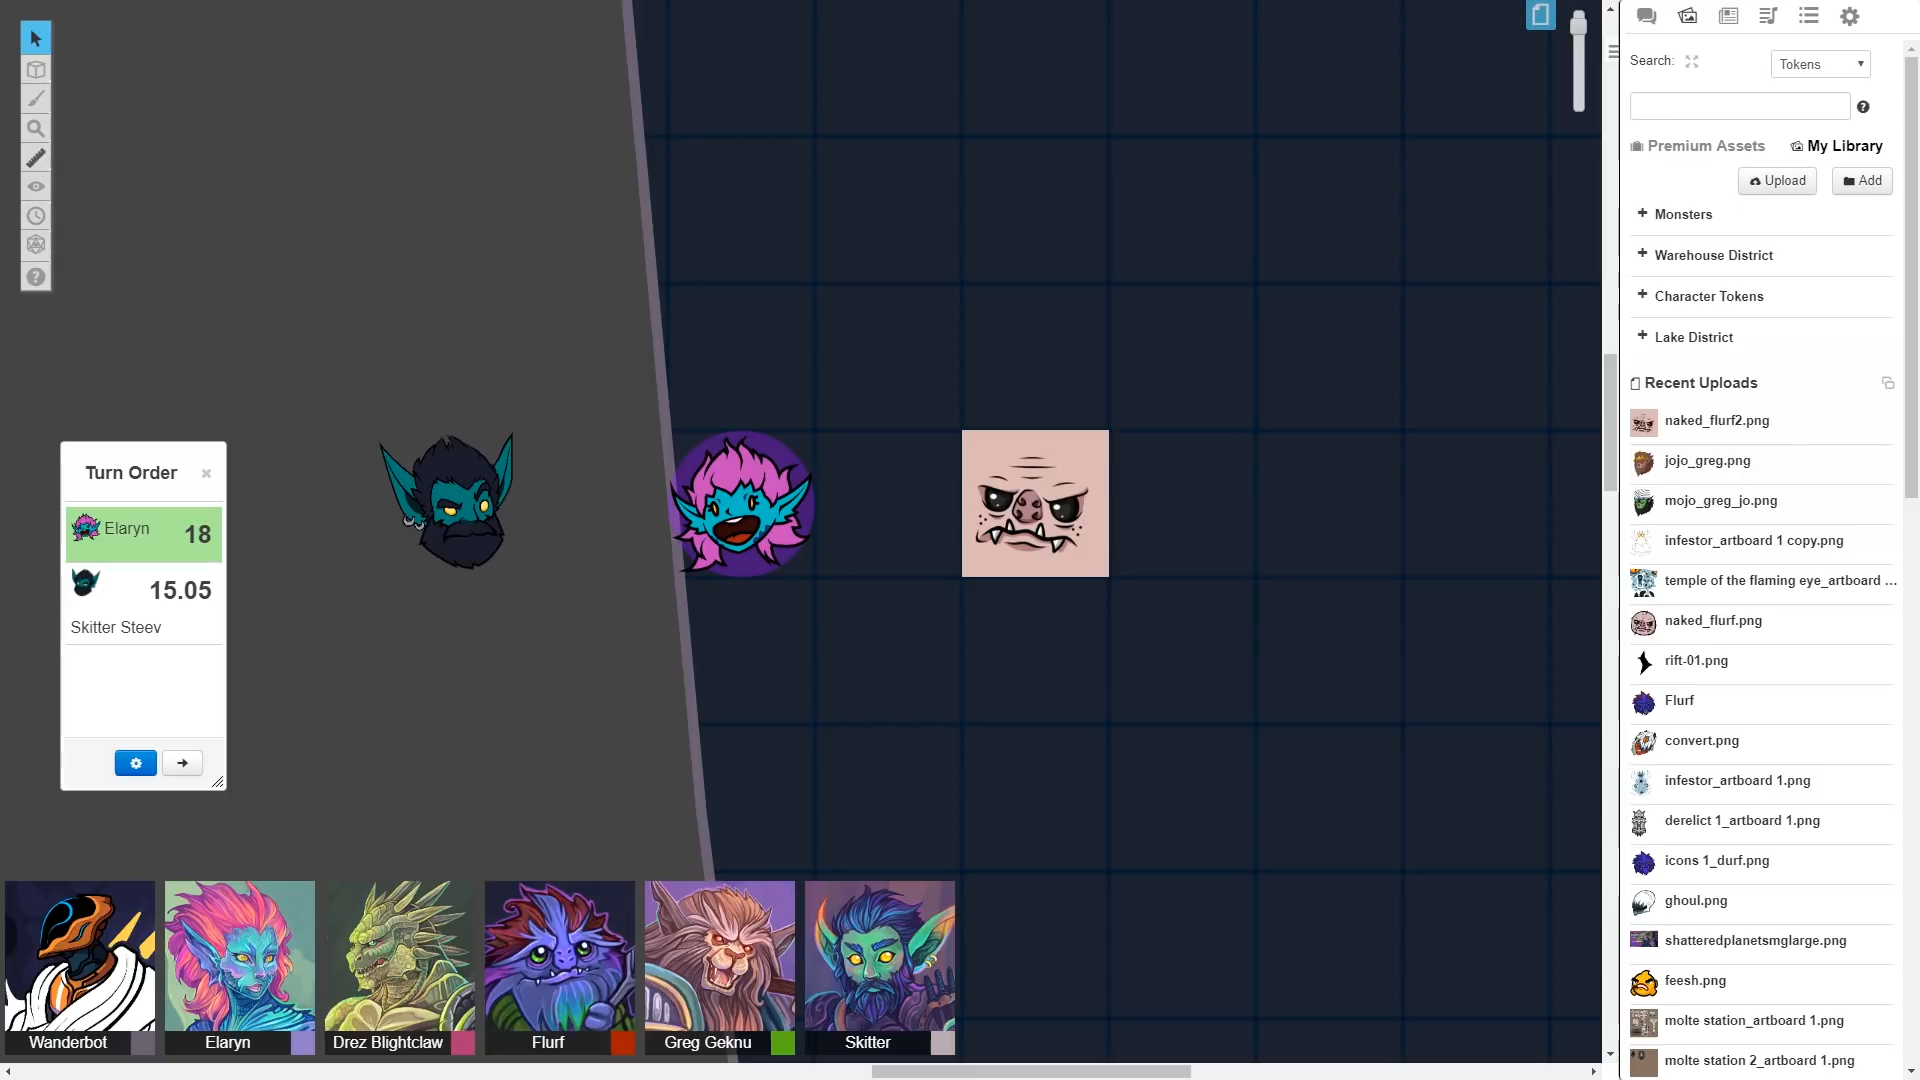 Turn Order ×
Elaryn 18
15.05
Skitter Steev
Wanderbot
Elaryn
Drez Blightclaw
Flurf
Greg Geknu
Skitter
Search:
Tokens
Premium Assets
My Library
Upload
Add
Monsters
Warehouse District
Character Tokens
Lake District
Recent Uploads
naked_flurf2.png
jojo_greg.png
mojo_greg_jo.png
infestor_artboard 1 copy.png
temple of the flaming eye_artboard ...
naked_flurf.png
rift-01.png
Flurf
convert.png
infestor_artboard 1.png
derelict 1_artboard 1.png
icons 1_durf.png
ghoul.png
shatteredplanetsmglarge.png
feesh.png
molte station_artboard 1.png
molte station 2_artboard 1.png